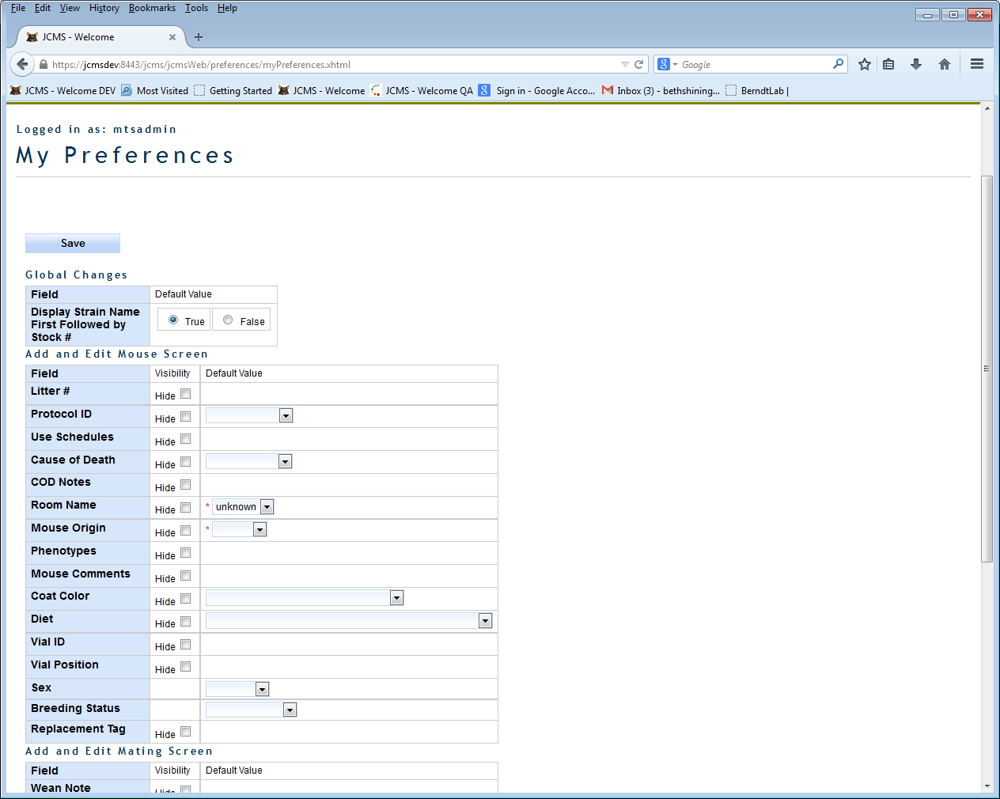 File Edit View History Bookmarks Tools Help
JCMS - Welcome
https://jcmsdev:8443/jcms/jcmsWeb/preferences/myPreferences.xhtml
8 Google
JCMS - Welcome DEV Most Visited Getting Started JCMS - Welcome JCMS - Welcome QA 8 Sign in - Google Acco... Inbox (3) - bethshining... BerndtLab |
Logged in as: mtsadmin
My Preferences
Save
Global Changes
Field Default Value
Display Strain Name First Followed by Stock # True False
Add and Edit Mouse Screen
Field Visibility Default Value
Litter # Hide
Protocol ID Hide
Use Schedules Hide
Cause of Death Hide
COD Notes Hide
Room Name Hide * unknown
Mouse Origin Hide *
Phenotypes Hide
Mouse Comments Hide
Coat Color Hide
Diet Hide
Vial ID Hide
Vial Position Hide
Sex
Breeding Status
Replacement Tag Hide
Add and Edit Mating Screen
Field Visibility Default Value
Wean Note Hide